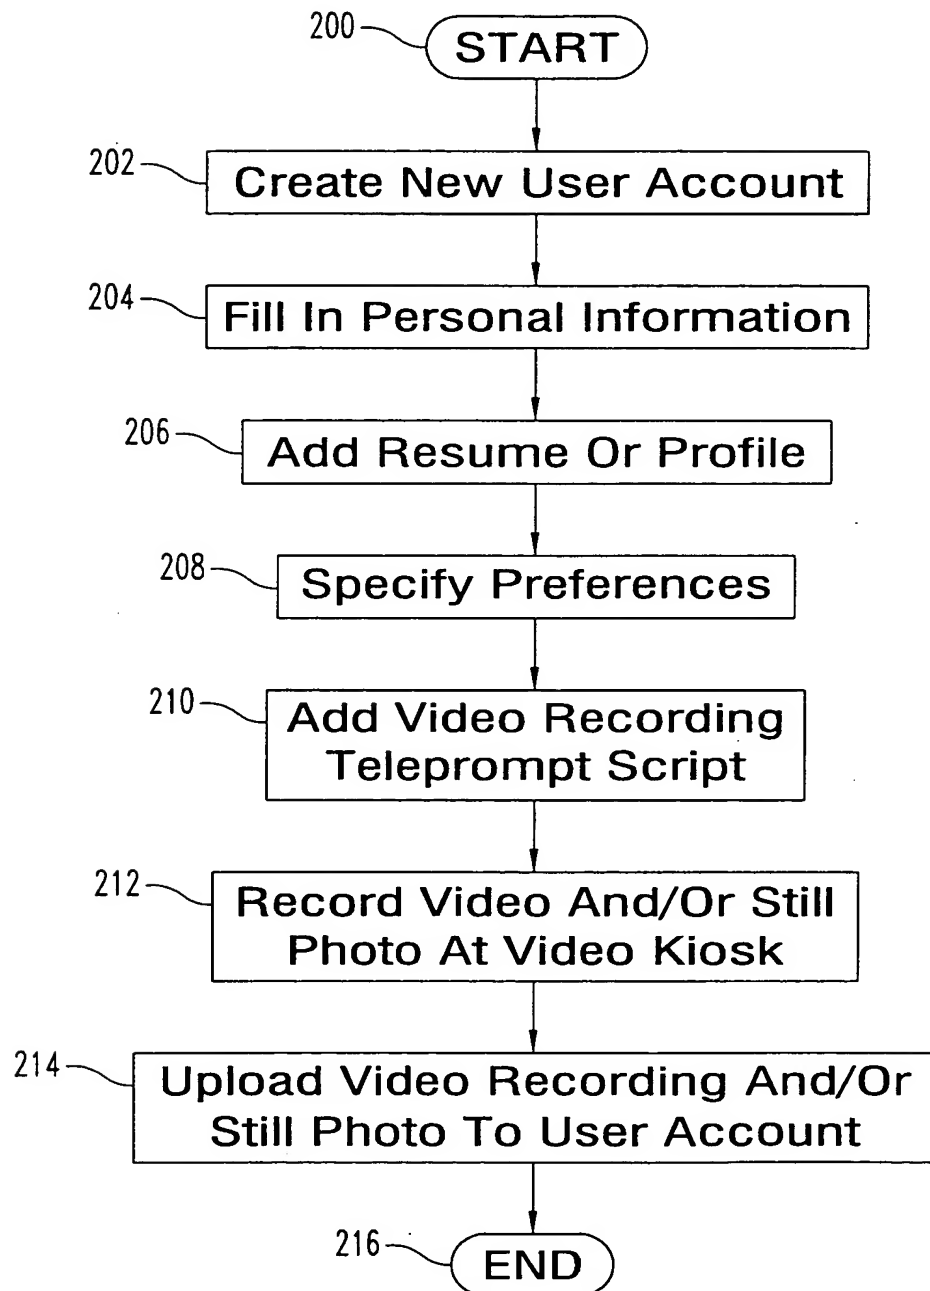 200
START
202
Create New User Account
204
Fill In Personal Information
206
Add Resume Or Profile
208
Specify Preferences
210
Add Video Recording
Teleprompt Script
212
Record Video And/Or Still
Photo At Video Kiosk
214
Upload Video Recording And/Or
Still Photo To User Account
216
END